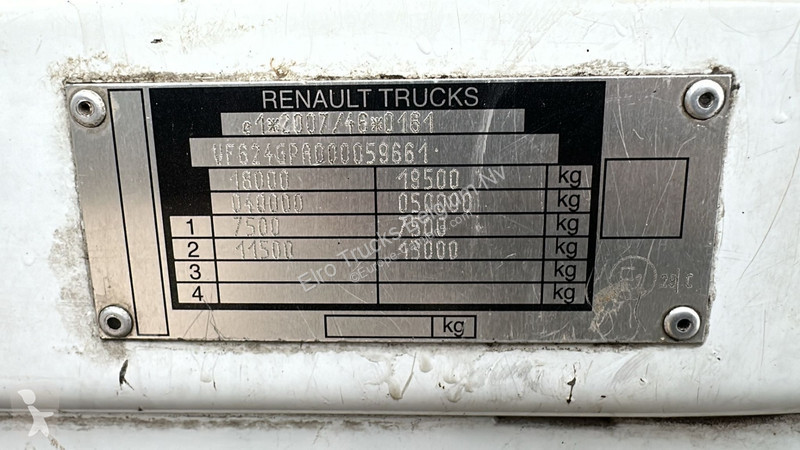 RENAULT TRUCKS
e1*2007/46*0161
VF624GPA000059661
18000 19500 kg
040000 050000 kg
1 7500 7500 kg
2 11500 13000 kg
3 kg
4 kg
kg
Elro Trucks Belgium Nv